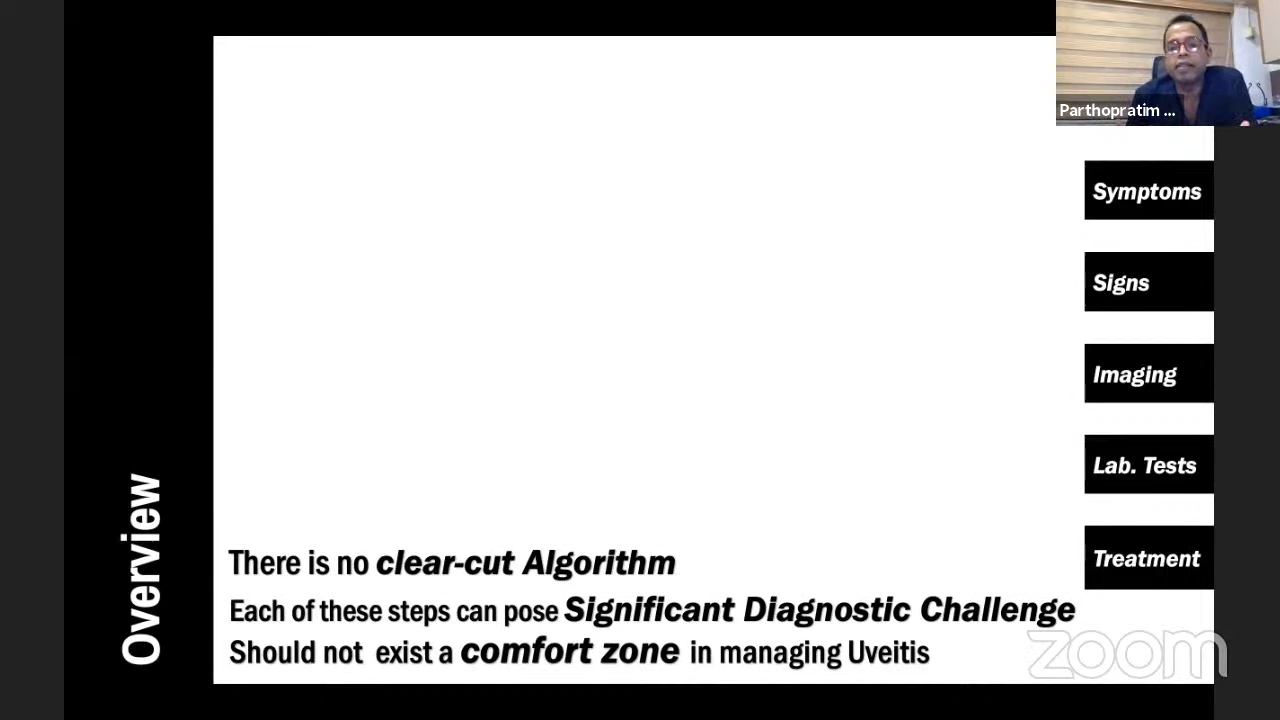 Parthopratim ...
Symptoms
Signs
Imaging
Lab. Tests
Treatment
Overview
There is no clear-cut Algorithm
Each of these steps can pose Significant Diagnostic Challenge
Should not exist a comfort zone in managing Uveitis
zoom